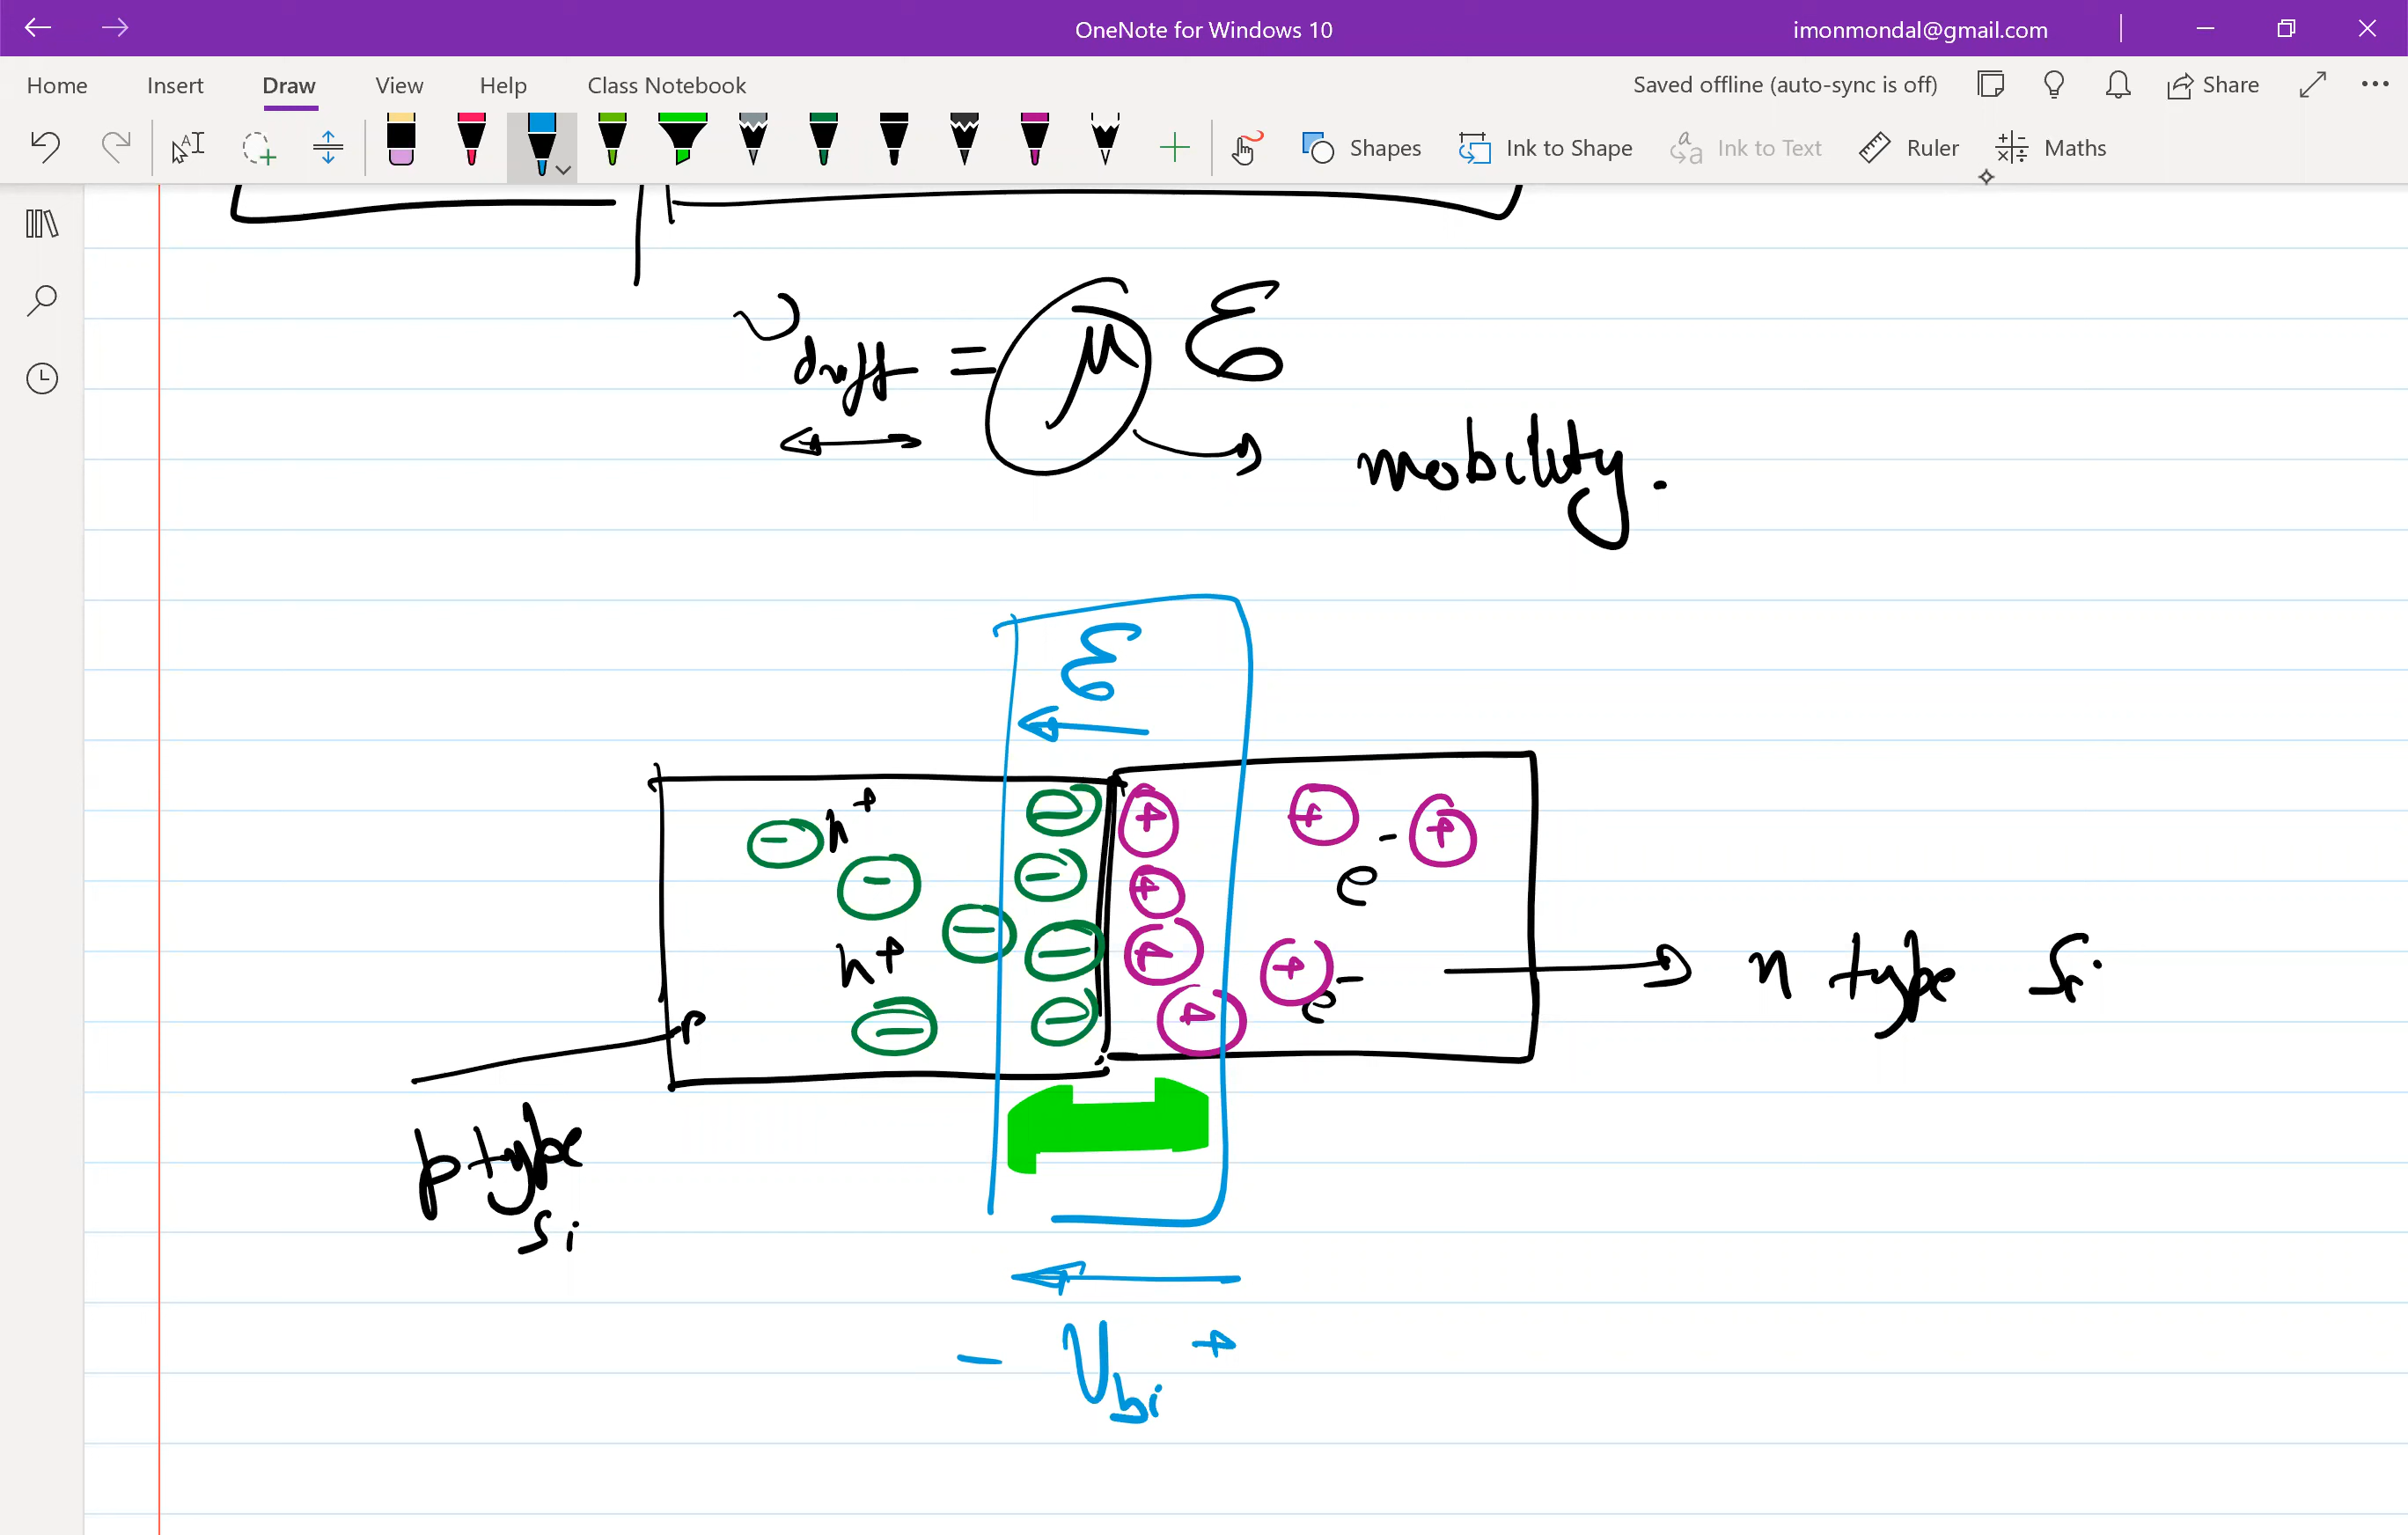 OneNote for Windows 10
imonmondal@gmail.com
Home Insert Draw View Help Class Notebook
Saved offline (auto-sync is off) Share
Shapes Ink to Shape Ink to Text Ruler Maths
v drift = μ ℰ
mobility.
ℰ
h+ h+
e- e-
n type Si
p type
Si
- V bi +